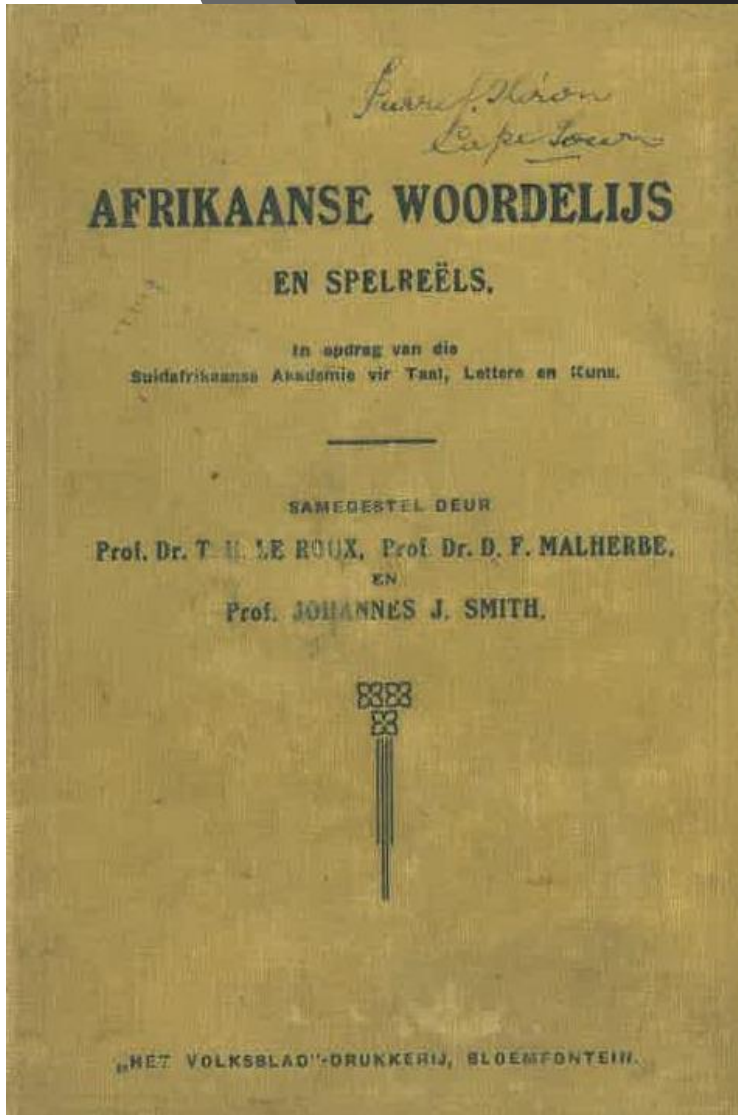 Cape Town
AFRIKAANSE WOORDELIJS
EN SPELREËLS.
In opdrag van die
Suidafrikaanse Akademie vir Taal, Lettere en Kuns.
SAMEGESTEL DEUR
Prof. Dr. T. H. LE ROUX, Prof. Dr. D. F. MALHERBE,
EN
Prof. JOHANNES J. SMITH.
„HET VOLKSBLAD"-DRUKKERIJ, BLOEMFONTEIN.